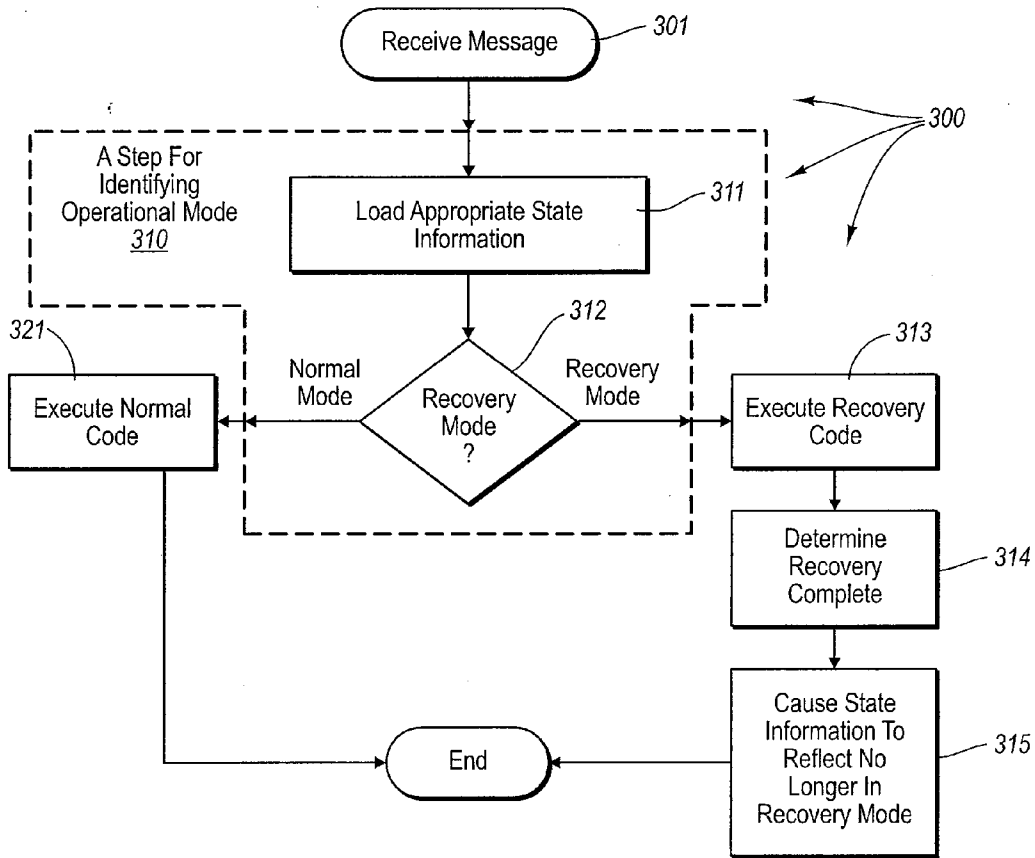 Receive Message
301
300
A Step For
Identifying
Operational Mode
310
Load Appropriate State
Information
311
312
321
313
Normal
Mode
Recovery
Mode
Recovery
Mode
?
Execute Normal
Code
Execute Recovery
Code
Determine
Recovery
Complete
314
Cause State
Information To
Reflect No
Longer In
Recovery Mode
315
End